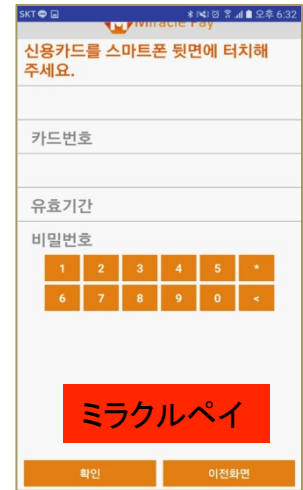 SKT 오후 6:32
Miracle Pay
신용카드를 스마트폰 뒷면에 터치해
주세요.
카드번호
유효기간
비밀번호
1 2 3 4 5 *
6 7 8 9 0 <
ミラクルペイ
확인 이전화면